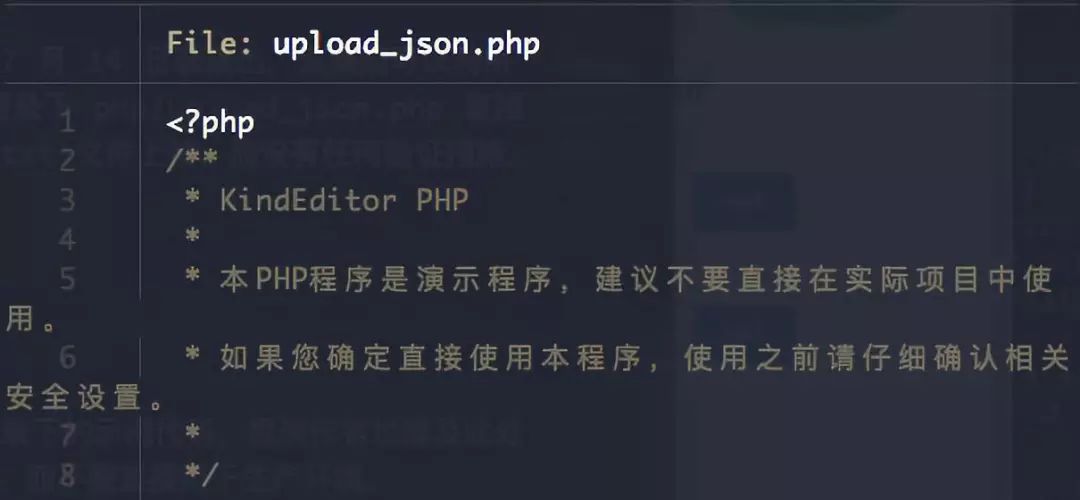 File: upload_json.php
1 <?php
2 /**
3 * KindEditor PHP
4 *
5 * 本PHP程序是演示程序，建议不要直接在实际项目中使
用。
6 * 如果您确定直接使用本程序，使用之前请仔细确认相关
安全设置。
7 *
8 */